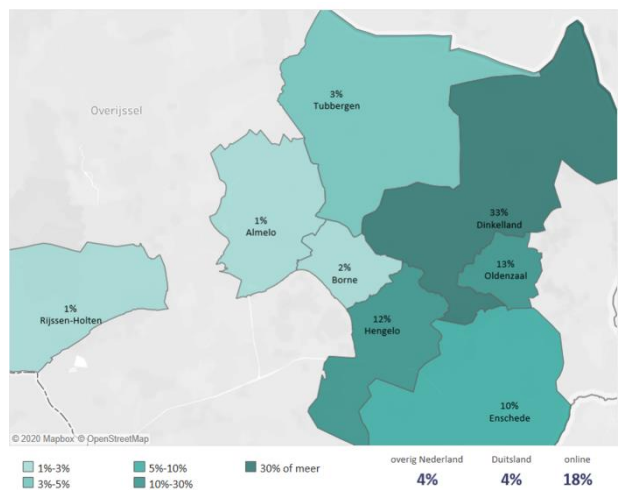 3%
Tubbergen
Overijssel
33%
Dinkelland
1%
Almelo
13%
Oldenzaal
2%
Borne
1%
Rijssen-Holten
12%
Hengelo
10%
Enschede
© 2020 Mapbox © OpenStreetMap
1%-3%
3%-5%
5%-10%
10%-30%
30% of meer
overig Nederland
4%
Duitsland
4%
online
18%